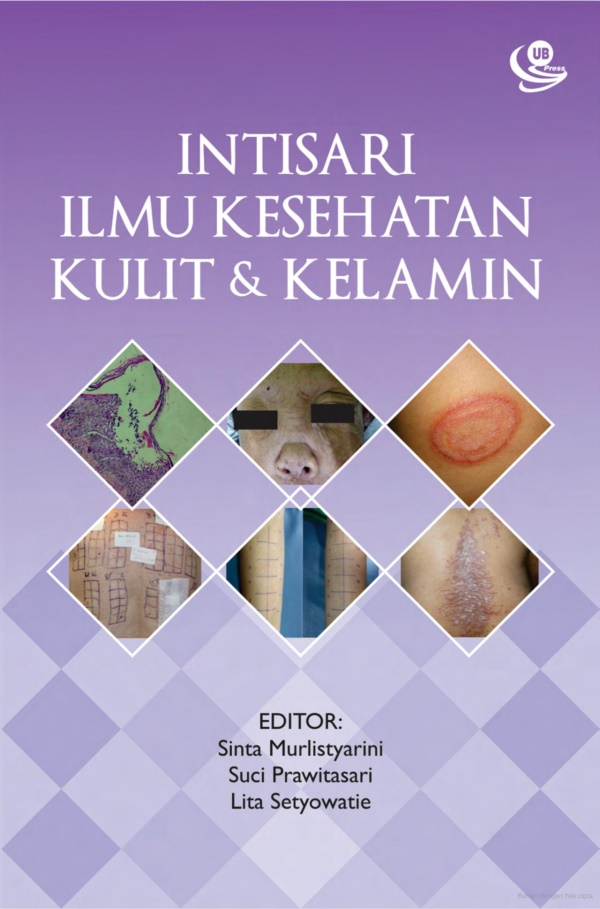 UB
Press
INTISARI
ILMU KESEHATAN
KULIT & KELAMIN
EDITOR:
Sinta Murlistyarini
Suci Prawitasari
Lita Setyowatie